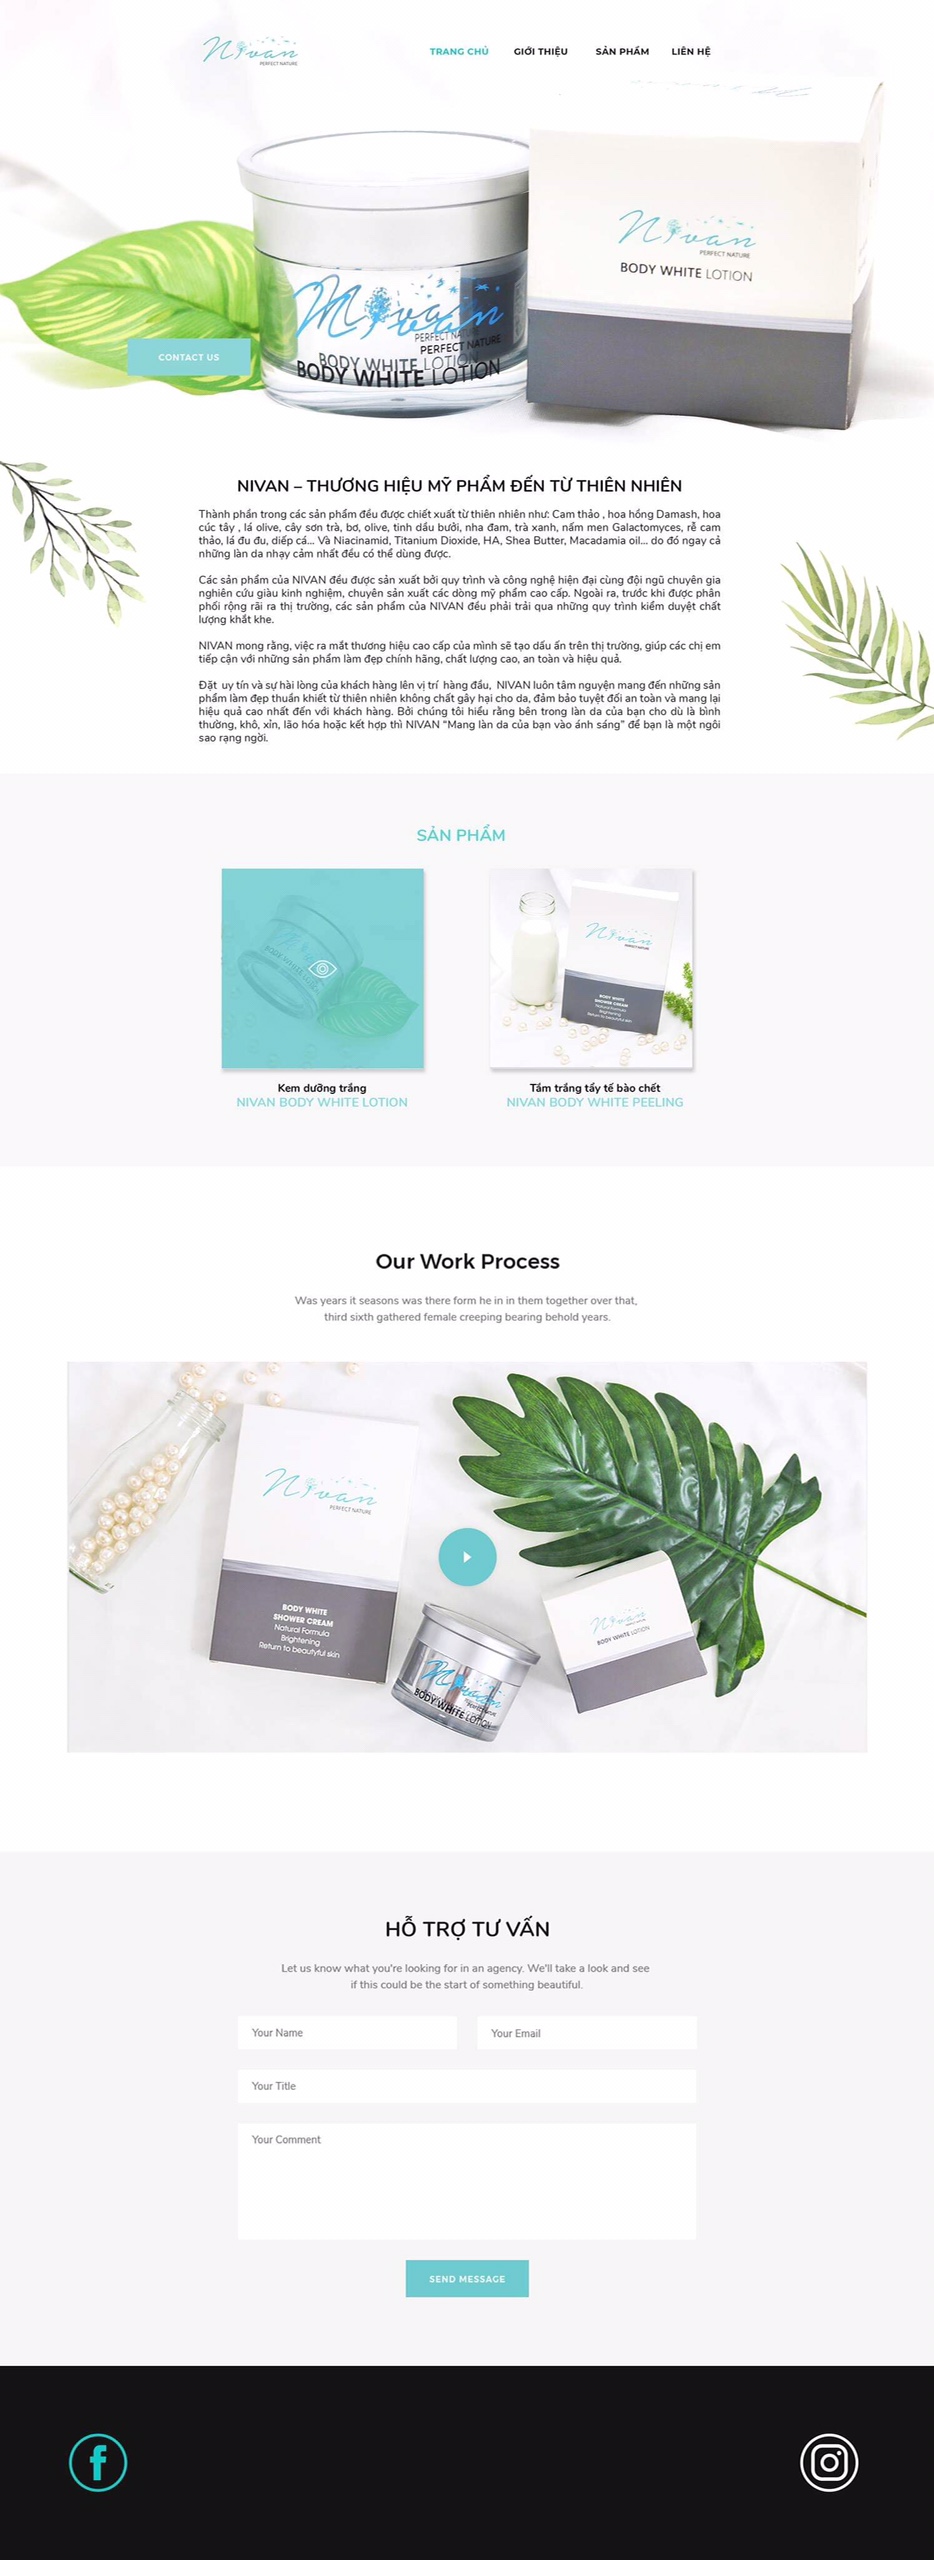 Nivan
PERFECT NATURE
TRANG CHỦ
GIỚI THIỆU
SẢN PHẨM
LIÊN HỆ
Nivan
PERFECT NATURE
BODY WHITE LOTION
Nivan
PERFECT NATURE
BODY WHITE LOTION
CONTACT US
NIVAN – THƯƠNG HIỆU MỸ PHẨM ĐẾN TỪ THIÊN NHIÊN
Thành phần trong các sản phẩm đều được chiết xuất từ thiên nhiên như: Cam thảo , hoa hồng Damash, hoa
cúc tây , lá olive, cây sơn trà, bơ, olive, tinh dầu bưởi, nha đam, trà xanh, nấm men Galactomyces, rễ cam
thảo, lá đu đu, diếp cá... Và Niacinamid, Titanium Dioxide, HA, Shea Butter, Macadamia oil... do đó ngay cả
những làn da nhạy cảm nhất đều có thể dùng được.
Các sản phẩm của NIVAN đều được sản xuất bởi quy trình và công nghệ hiện đại cùng đội ngũ chuyên gia
nghiên cứu giàu kinh nghiệm, chuyên sản xuất các dòng mỹ phẩm cao cấp. Ngoài ra, trước khi được phân
phối rộng rãi ra thị trường, các sản phẩm của NIVAN đều phải trải qua những quy trình kiểm duyệt chất
lượng khắt khe.
NIVAN mong rằng, việc ra mắt thương hiệu cao cấp của mình sẽ tạo dấu ấn trên thị trường, giúp các chị em
tiếp cận với những sản phẩm làm đẹp chính hãng, chất lượng cao, an toàn và hiệu quả.
Đặt uy tín và sự hài lòng của khách hàng lên vị trí hàng đầu, NIVAN luôn tâm nguyện mang đến những sản
phẩm làm đẹp thuần khiết từ thiên nhiên không chất gây hại cho da, đảm bảo tuyệt đối an toàn và mang lại
hiệu quả cao nhất đến với khách hàng. Bởi chúng tôi hiểu rằng bên trong làn da của bạn cho dù là bình
thường, khô, xỉn, lão hóa hoặc kết hợp thì NIVAN “Mang làn da của bạn vào ánh sáng” để bạn là một ngôi
sao rạng ngời.
SẢN PHẨM
Nivan
PERFECT NATURE
BODY WHITE
SHOWER CREAM
Natural Formula
Brightening
Return to beautyful skin
Kem dưỡng trắng
NIVAN BODY WHITE LOTION
Tắm trắng tẩy tế bào chết
NIVAN BODY WHITE PEELING
Our Work Process
Was years it seasons was there form he in in them together over that,
third sixth gathered female creeping bearing behold years.
Nivan
PERFECT NATURE
BODY WHITE
SHOWER CREAM
Natural Formula
Brightening
Return to beautyful skin
BODY WHITE LOTION
Nivan
BODY WHITE LOTION
HỖ TRỢ TƯ VẤN
Let us know what you're looking for in an agency. We'll take a look and see
if this could be the start of something beautiful.
Your Name
Your Email
Your Title
Your Comment
SEND MESSAGE